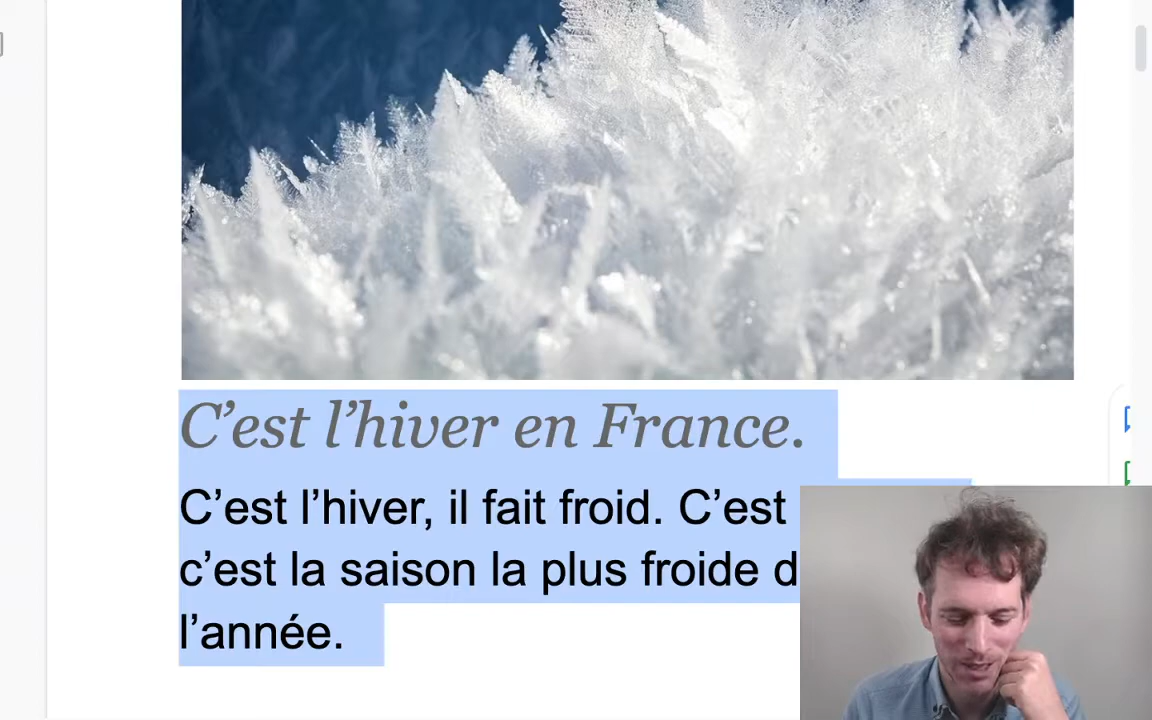 C’est l’hiver en France.
C’est l’hiver, il fait froid. C’est
c’est la saison la plus froide d
l’année.